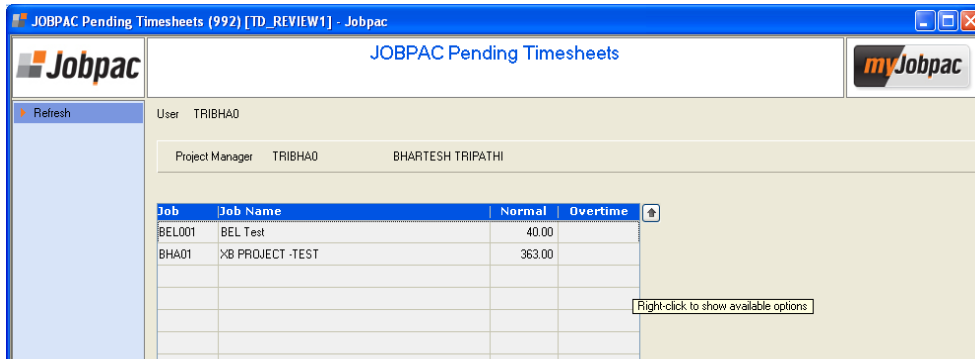 JOBPAC Pending Timesheets (992) [TD_REVIEW1] - Jobpac
Jobpac
JOBPAC Pending Timesheets
myJobpac
Refresh
User TRIBHA0
Project Manager TRIBHA0 BHARTESH TRIPATHI
Job Job Name Normal Overtime
BEL001 BEL Test 40.00
BHA01 XB PROJECT -TEST 363.00
Right-click to show available options